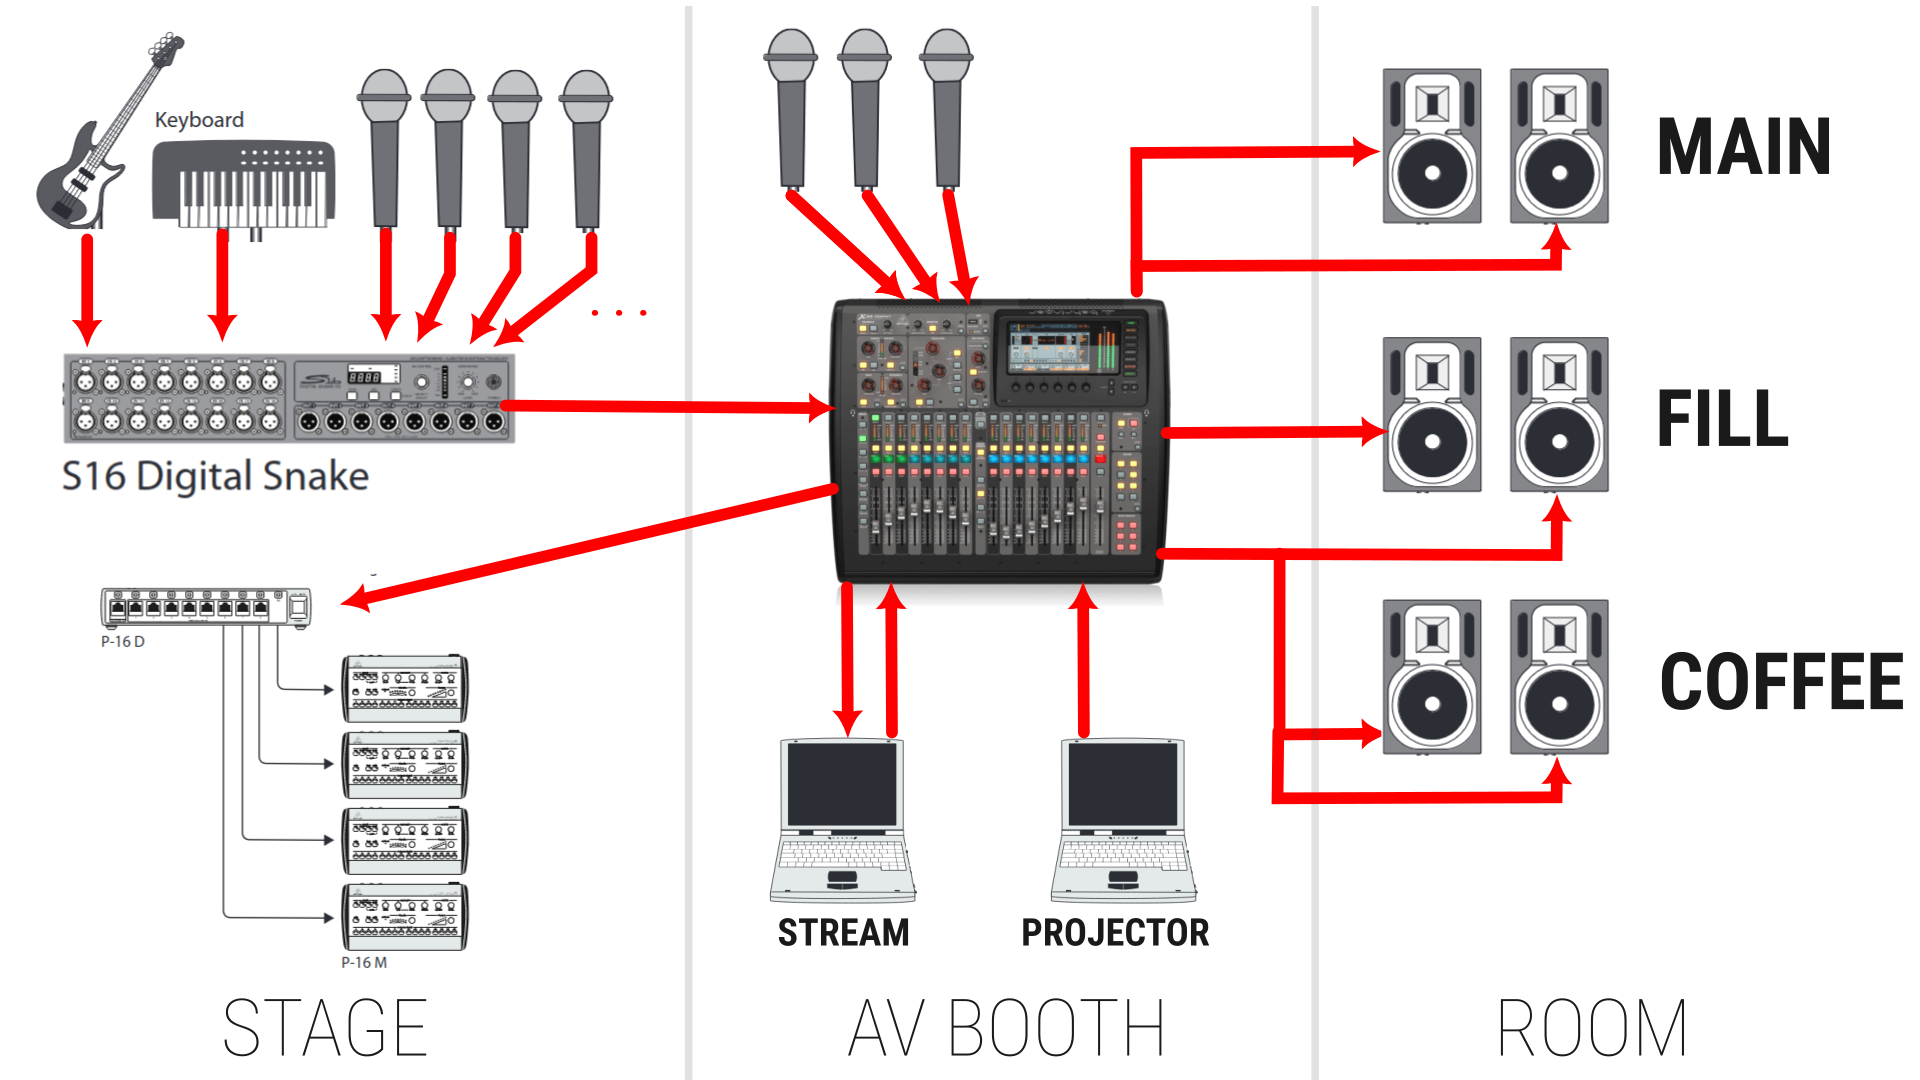 Keyboard
S16 Digital Snake
P-16 D
P-16 M
STAGE
STREAM
PROJECTOR
AV BOOTH
MAIN
FILL
COFFEE
ROOM